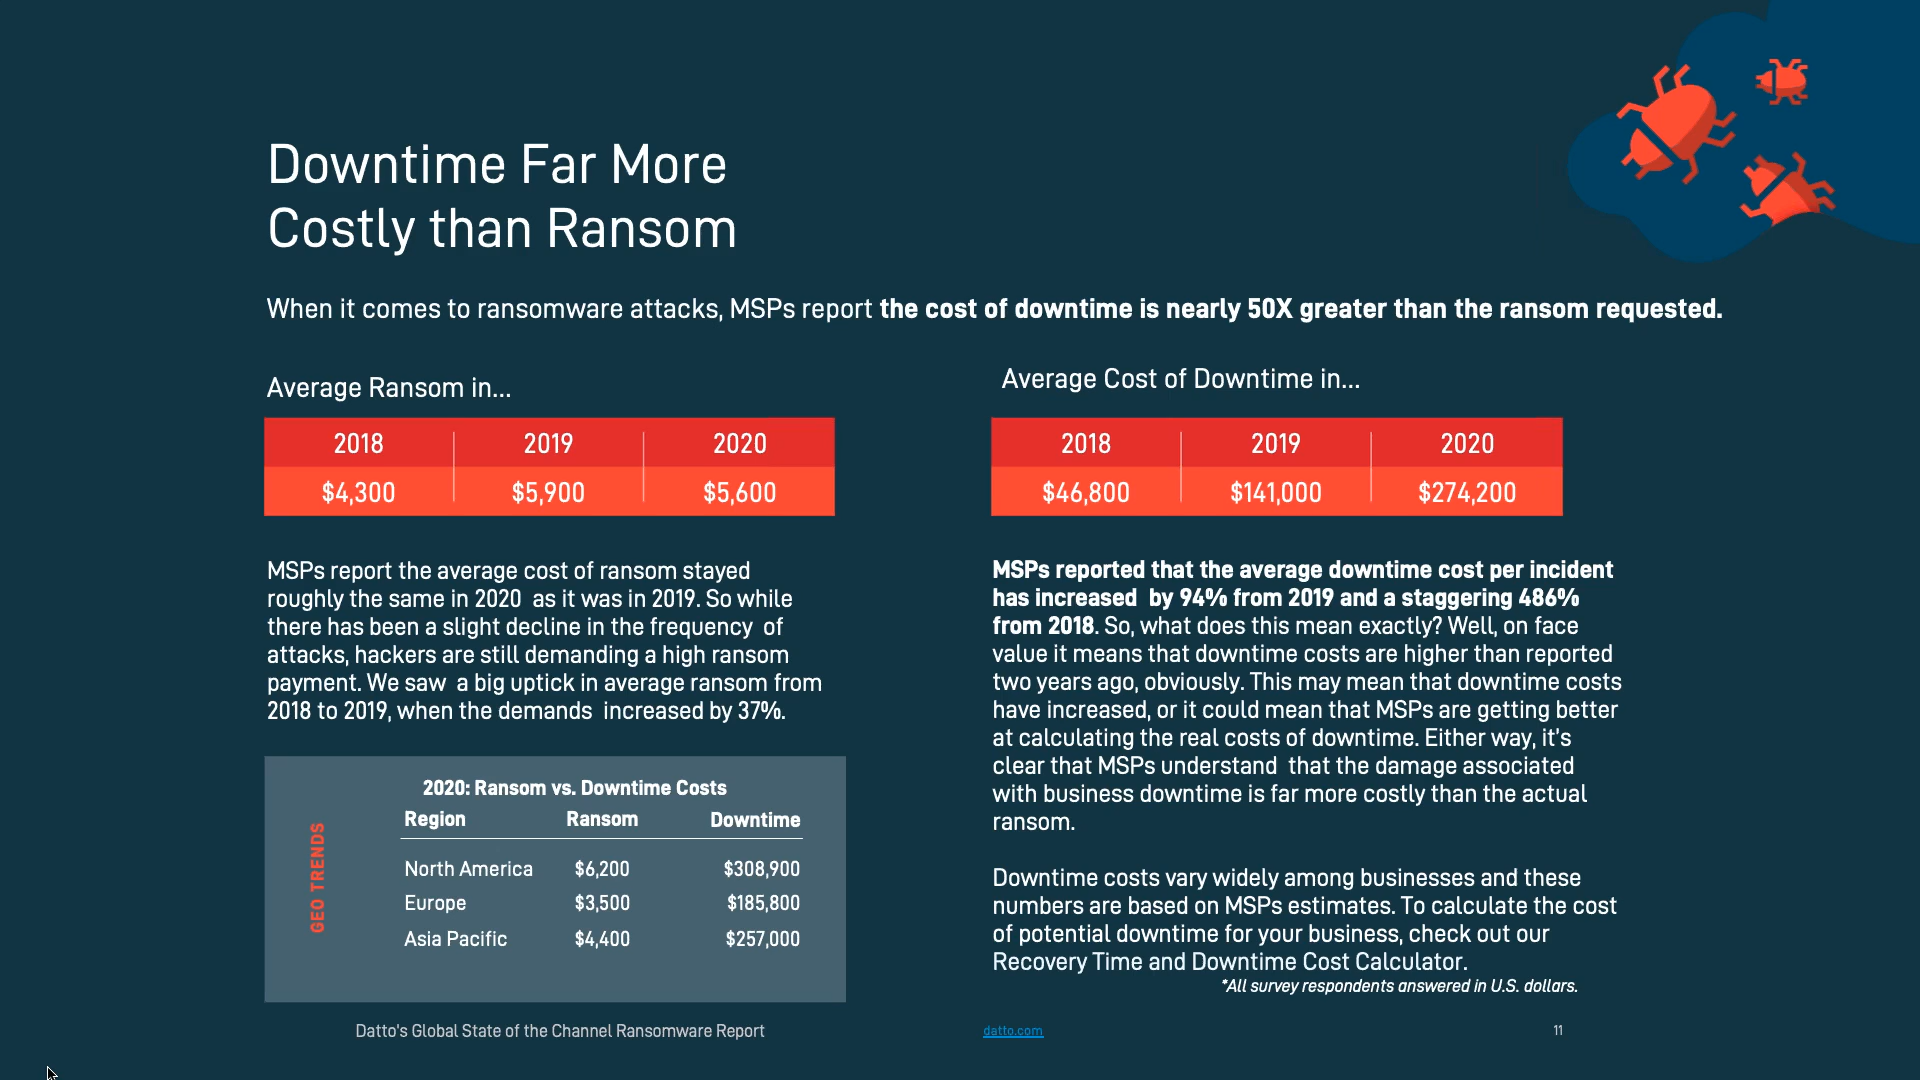 Downtime Far More
Costly than Ransom
When it comes to ransomware attacks, MSPs report the cost of downtime is nearly 50X greater than the ransom requested.
Average Ransom in...
2018 2019 2020
$4,300 $5,900 $5,600
MSPs report the average cost of ransom stayed
roughly the same in 2020 as it was in 2019. So while
there has been a slight decline in the frequency of
attacks, hackers are still demanding a high ransom
payment. We saw a big uptick in average ransom from
2018 to 2019, when the demands increased by 37%.
GEO TRENDS
2020: Ransom vs. Downtime Costs
Region Ransom Downtime
North America $6,200 $308,900
Europe $3,500 $185,800
Asia Pacific $4,400 $257,000
Average Cost of Downtime in...
2018 2019 2020
$46,800 $141,000 $274,200
MSPs reported that the average downtime cost per incident
has increased by 94% from 2019 and a staggering 486%
from 2018. So, what does this mean exactly? Well, on face
value it means that downtime costs are higher than reported
two years ago, obviously. This may mean that downtime costs
have increased, or it could mean that MSPs are getting better
at calculating the real costs of downtime. Either way, it's
clear that MSPs understand that the damage associated
with business downtime is far more costly than the actual
ransom.
Downtime costs vary widely among businesses and these
numbers are based on MSPs estimates. To calculate the cost
of potential downtime for your business, check out our
Recovery Time and Downtime Cost Calculator.
*All survey respondents answered in U.S. dollars.
Datto's Global State of the Channel Ransomware Report
datto.com
11